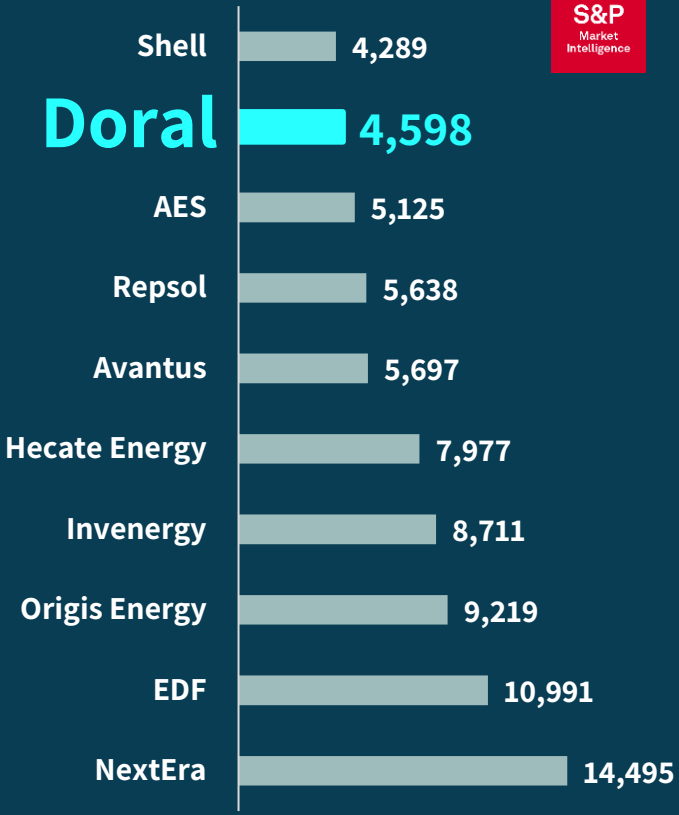 S&P
Market
Intelligence
Shell 4,289
Doral 4,598
AES 5,125
Repsol 5,638
Avantus 5,697
Hecate Energy 7,977
Invenergy 8,711
Origis Energy 9,219
EDF 10,991
NextEra 14,495